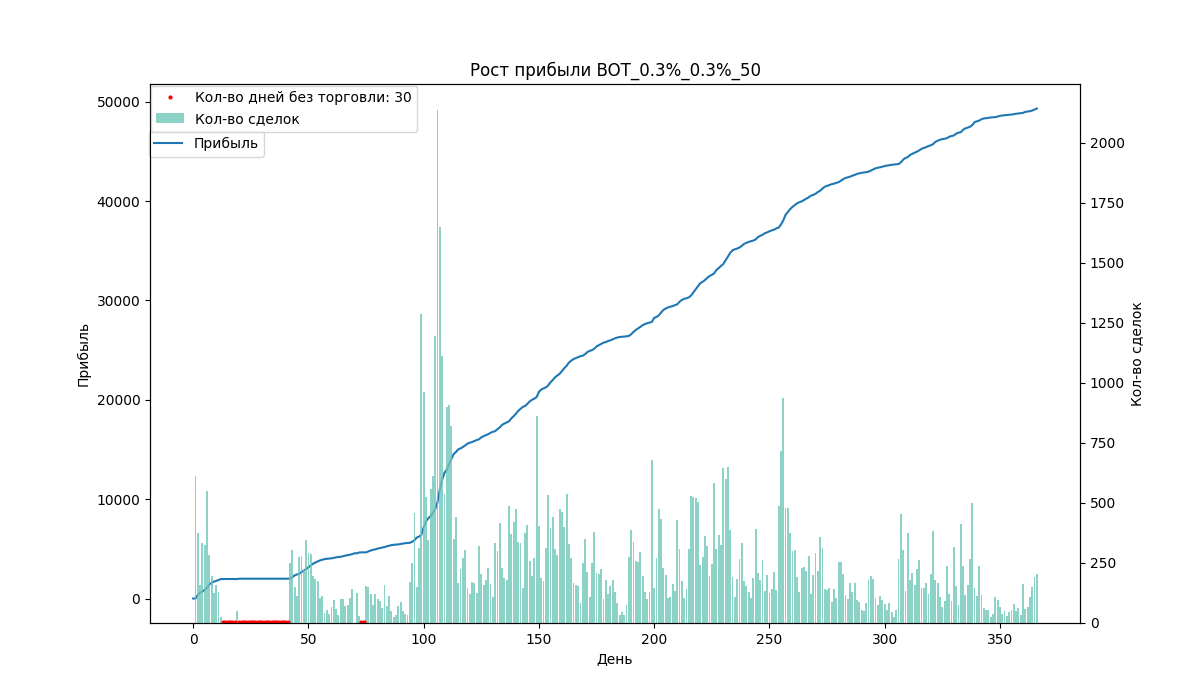 Рост прибыли BOT_0.3%_0.3%_50
Кол-во дней без торговли: 30
Кол-во сделок
Прибыль
50000
40000
30000
20000
10000
0
Прибыль
2000
1750
1500
1250
1000
750
500
250
0
Кол-во сделок
0 50 100 150 200 250 300 350
День